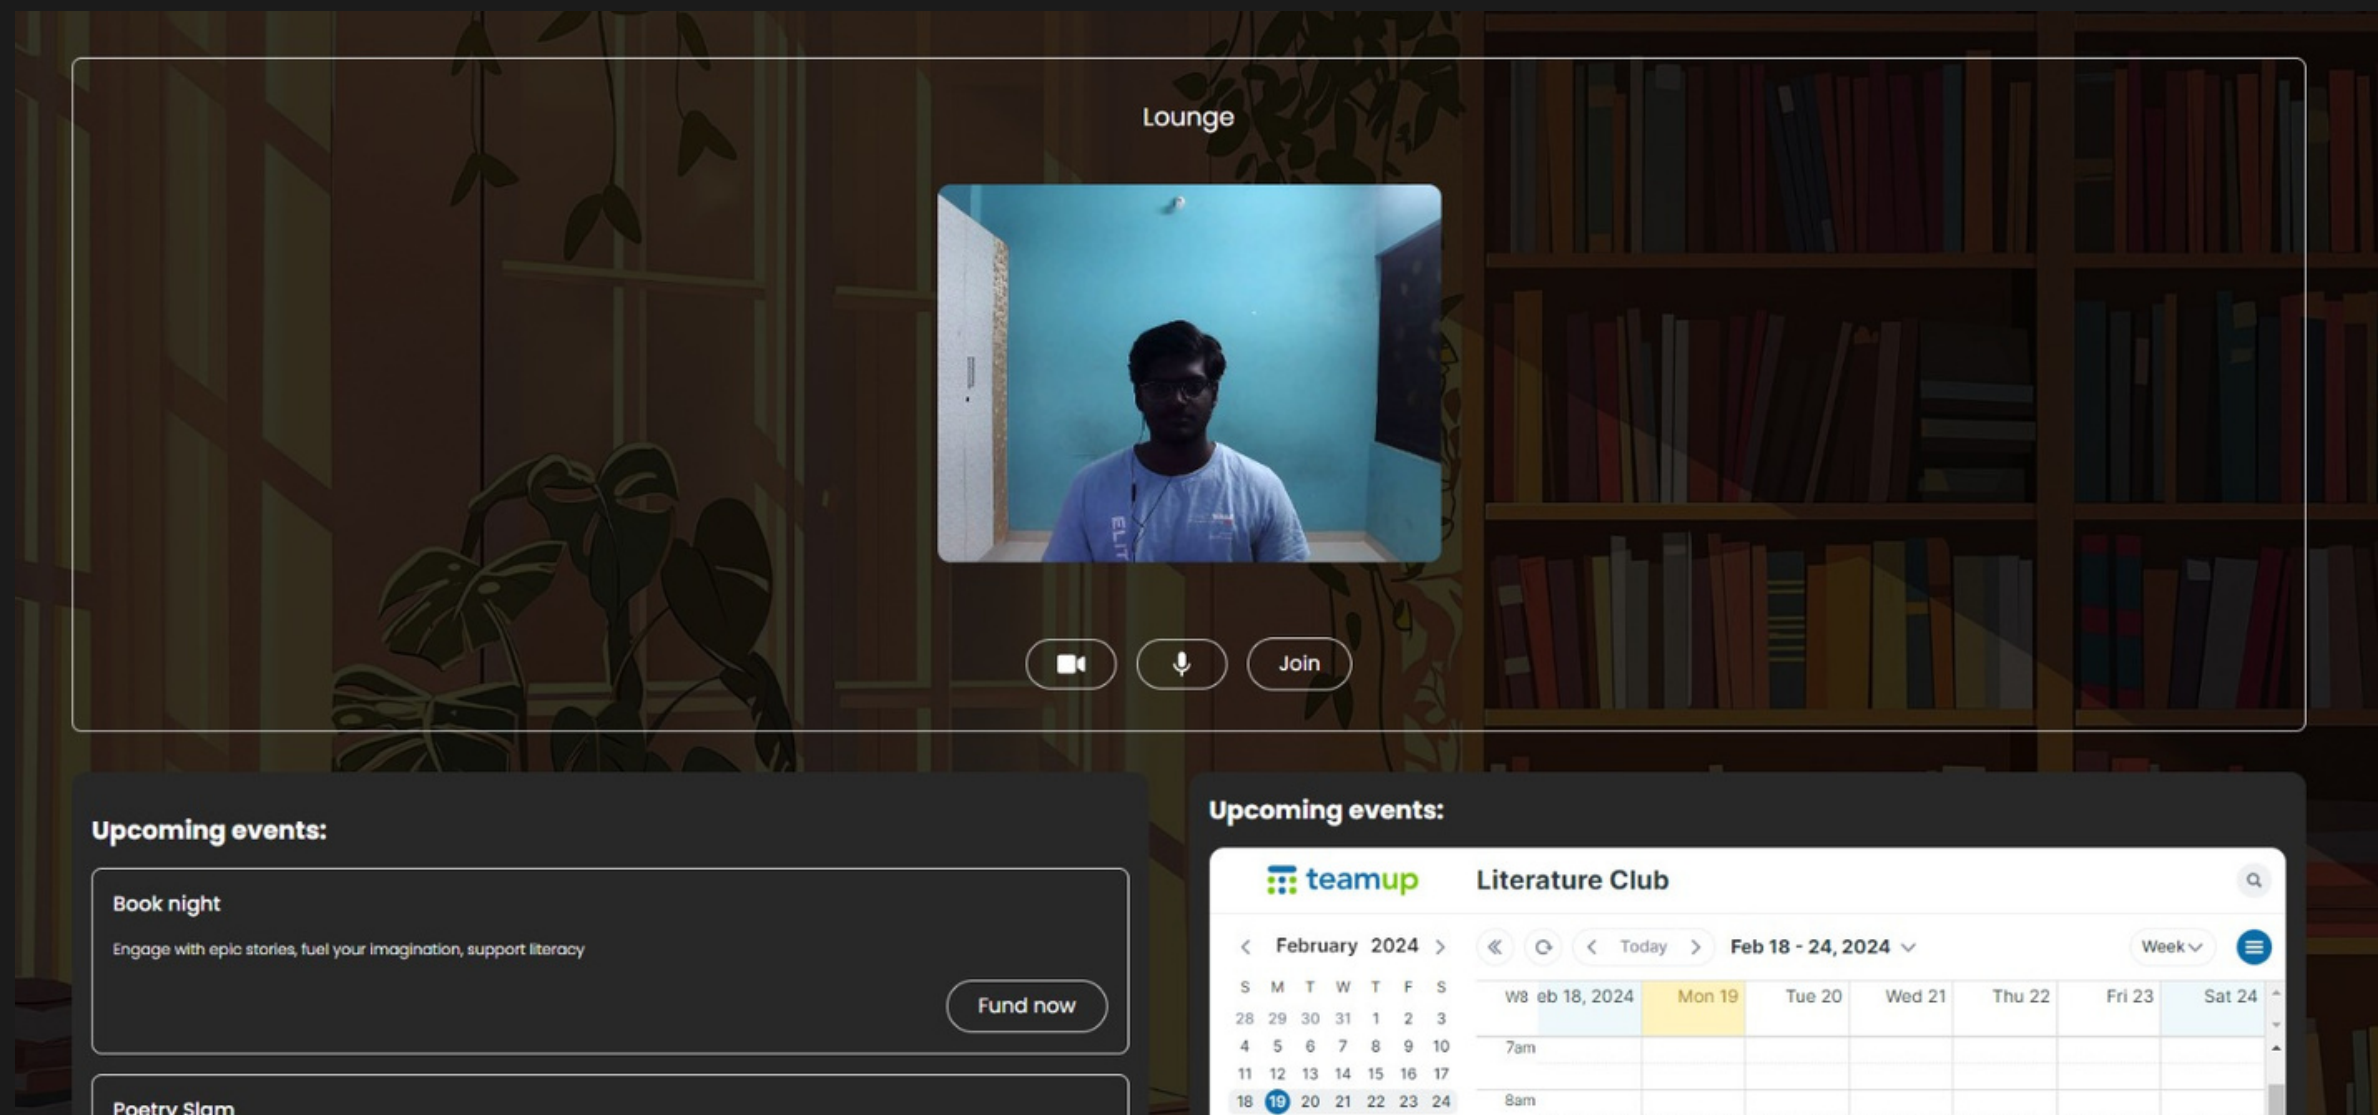 Lounge
ELIT
Join
Upcoming events:
Book night
Engage with epic stories, fuel your imagination, support literacy
Fund now
Poetry Slam
Upcoming events:
teamup
Literature Club
February 2024
S M T W T F S
28 29 30 31 1 2 3
4 5 6 7 8 9 10
11 12 13 14 15 16 17
18 19 20 21 22 23 24
Today
Feb 18 - 24, 2024
Week
W8 eb 18, 2024 Mon 19 Tue 20 Wed 21 Thu 22 Fri 23 Sat 24
7am
8am